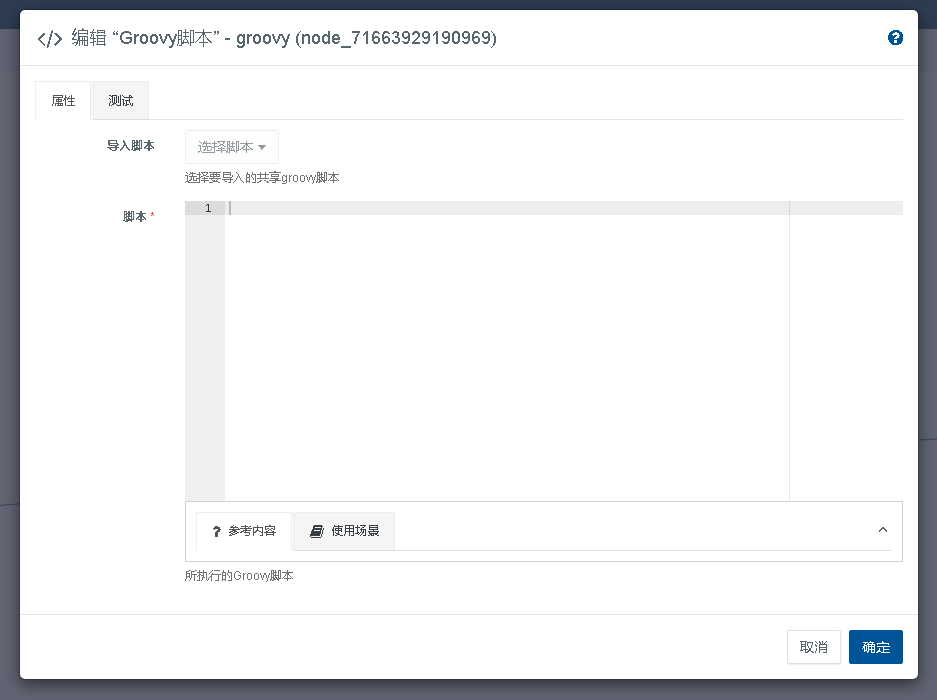 </> 编辑 “Groovy脚本” - groovy (node_71663929190969)
属性 测试
导入脚本 选择脚本
选择要导入的共享groovy脚本
脚本 *
1
? 参考内容 使用场景
所执行的Groovy脚本
取消 确定